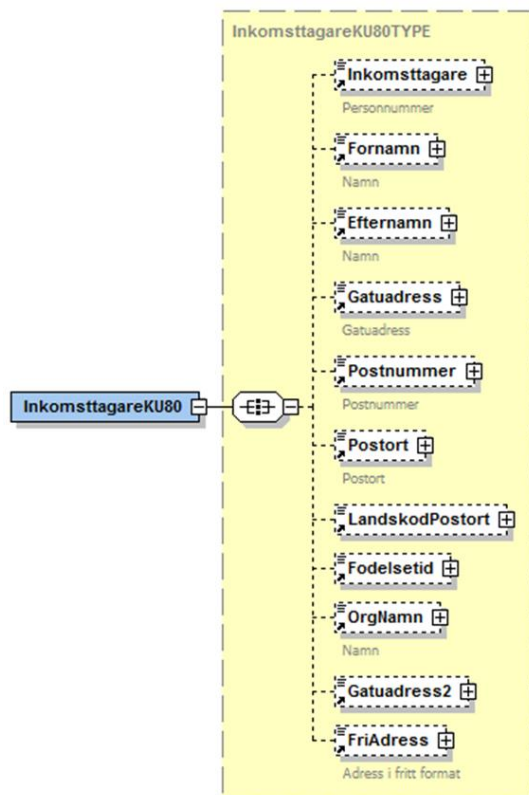 InkomsttagareKU80TYPE
Inkomsttagare
Personnummer
Fornamn
Namn
Efternamn
Namn
Gatuadress
Gatuadress
Postnummer
Postnummer
InkomsttagareKU80
Postort
Postort
LandskodPostort
Fodelsetid
OrgNamn
Namn
Gatuadress2
FriAdress
Adress i fritt format